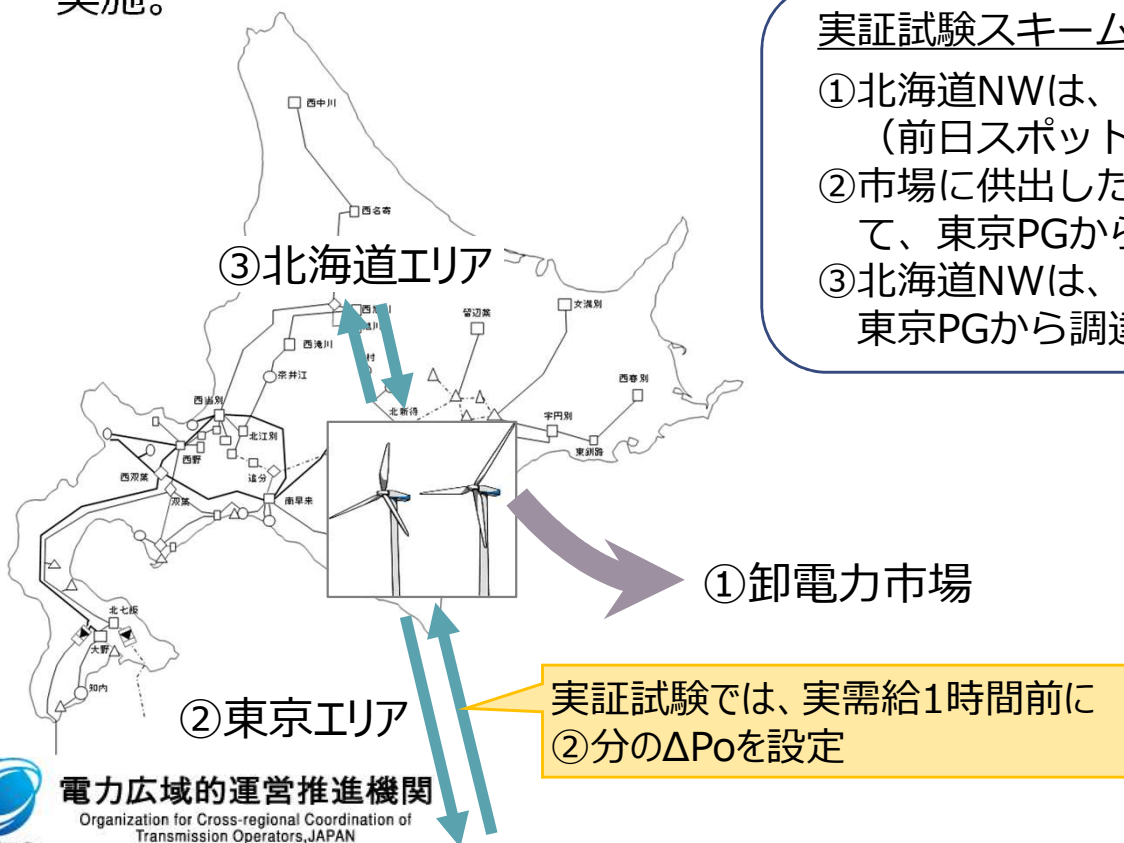 実施。
実証試験スキーム
①北海道NWは、
（前日スポット
②市場に供出した
て、東京PGから
③北海道NWは、
東京PGから調達
西中川
西名寄
③北海道エリア
留辺蘂
女満別
西滝川
奈井江
西春別
西当別
北新得
宇円別
北江別
西野
東釧路
西双葉
追分
双葉
南早来
①卸電力市場
北七飯
大野
知内
②東京エリア
実証試験では、実需給1時間前に
②分のΔPoを設定
電力広域的運営推進機関
Organization for Cross-regional Coordination of
Transmission Operators,JAPAN